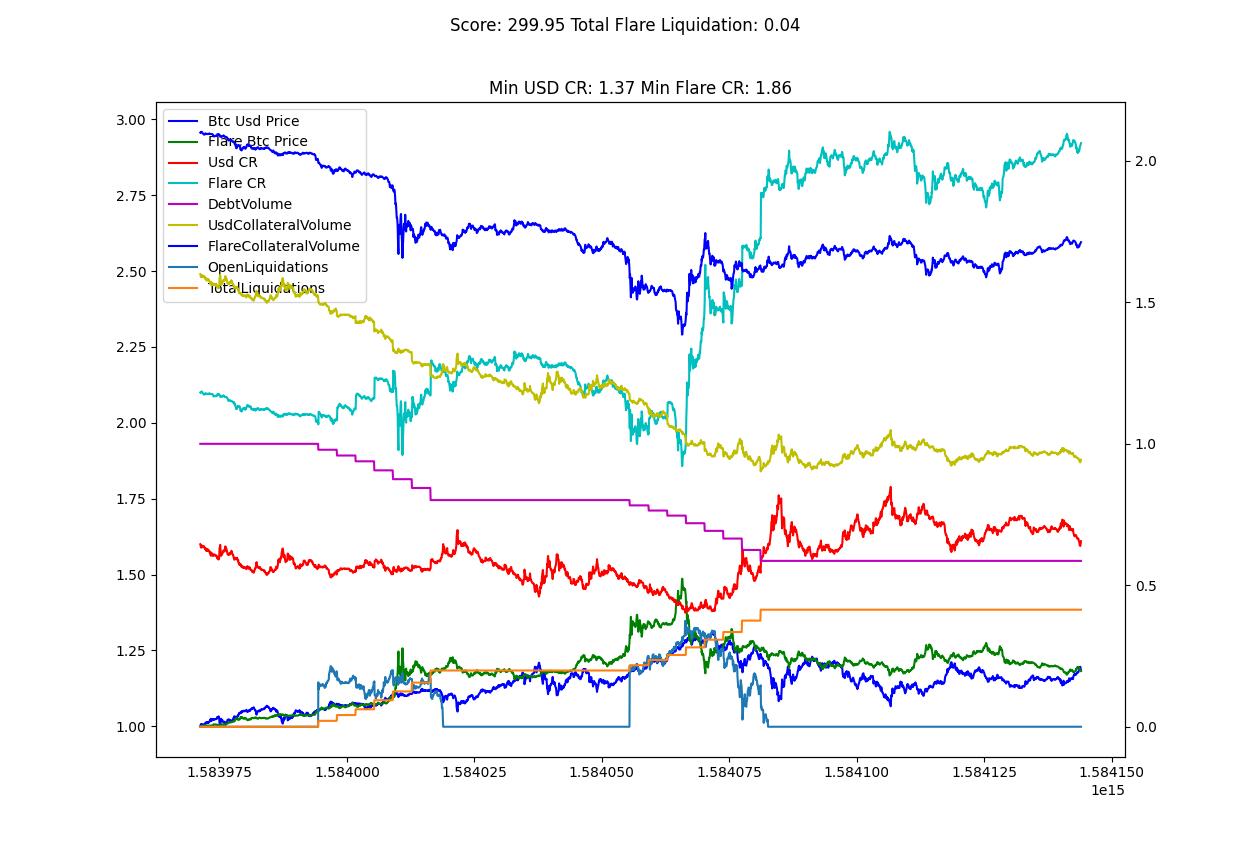 Score: 299.95 Total Flare Liquidation: 0.04
Min USD CR: 1.37 Min Flare CR: 1.86
Btc Usd Price
Flare Btc Price
Usd CR
Flare CR
DebtVolume
UsdCollateralVolume
FlareCollateralVolume
OpenLiquidations
TotalLiquidations
3.00
2.75
2.50
2.25
2.00
1.75
1.50
1.25
1.00
2.0
1.5
1.0
0.5
0.0
1.583975
1.584000
1.584025
1.584050
1.584075
1.584100
1.584125
1.584150
1e15